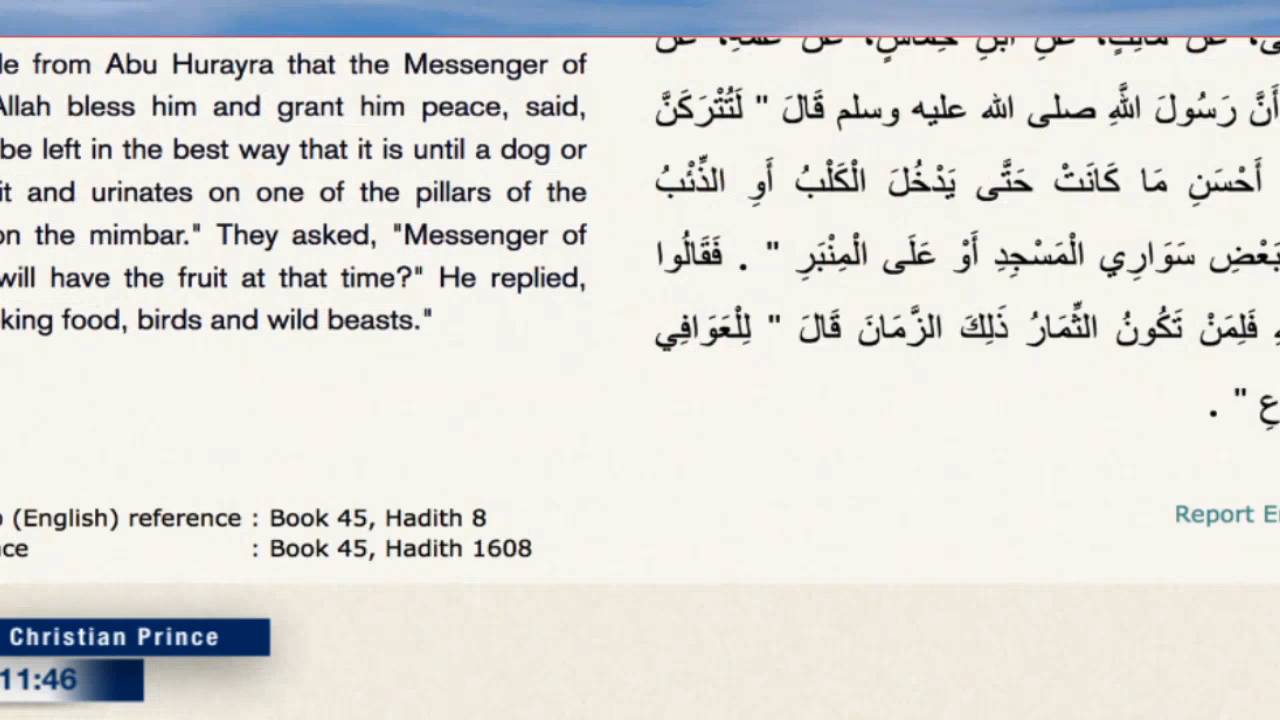 le from Abu Hurayra that the Messenger of
Allah bless him and grant him peace, said,
be left in the best way that it is until a dog or
it and urinates on one of the pillars of the
on the mimbar." They asked, "Messenger of
will have the fruit at that time?" He replied,
king food, birds and wild beasts."
عَنْ مَالِكٍ، عَنِ ابْنِ حِمَاسٍ، عَنْ عَمِّهِ، عَنْ
أَنَّ رَسُولَ اللَّهِ صلى الله عليه وسلم قَالَ " لَتُتْرَكَنَّ
أَحْسَنِ مَا كَانَتْ حَتَّى يَدْخُلَ الْكَلْبُ أَوِ الذِّئْبُ
بَعْضِ سَوَارِي الْمَسْجِدِ أَوْ عَلَى الْمِنْبَرِ " . فَقَالُوا
فَلِمَنْ تَكُونُ الثِّمَارُ ذَلِكَ الزَّمَانَ قَالَ " لِلْعَوَافِي
عِ " .
(English) reference : Book 45, Hadith 8
ce : Book 45, Hadith 1608
Report E
Christian Prince
11:46